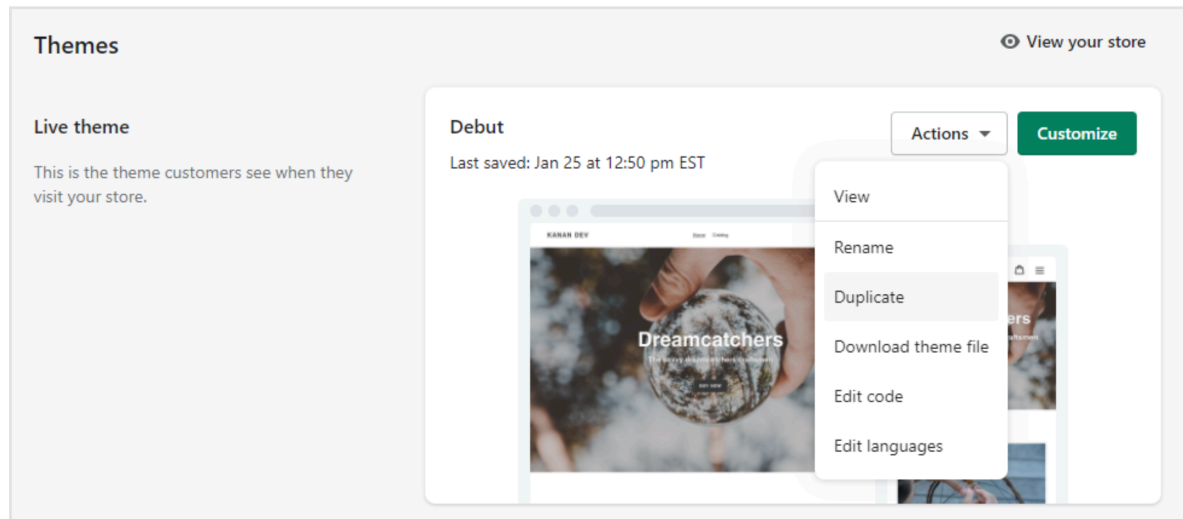 Themes
View your store
Live theme
This is the theme customers see when they
visit your store.
Debut
Last saved: Jan 25 at 12:50 pm EST
Actions
Customize
View
Rename
Duplicate
Download theme file
Edit code
Edit languages
KANAN DEV
Home Catalog
Dreamcatchers
BUY NOW
ers